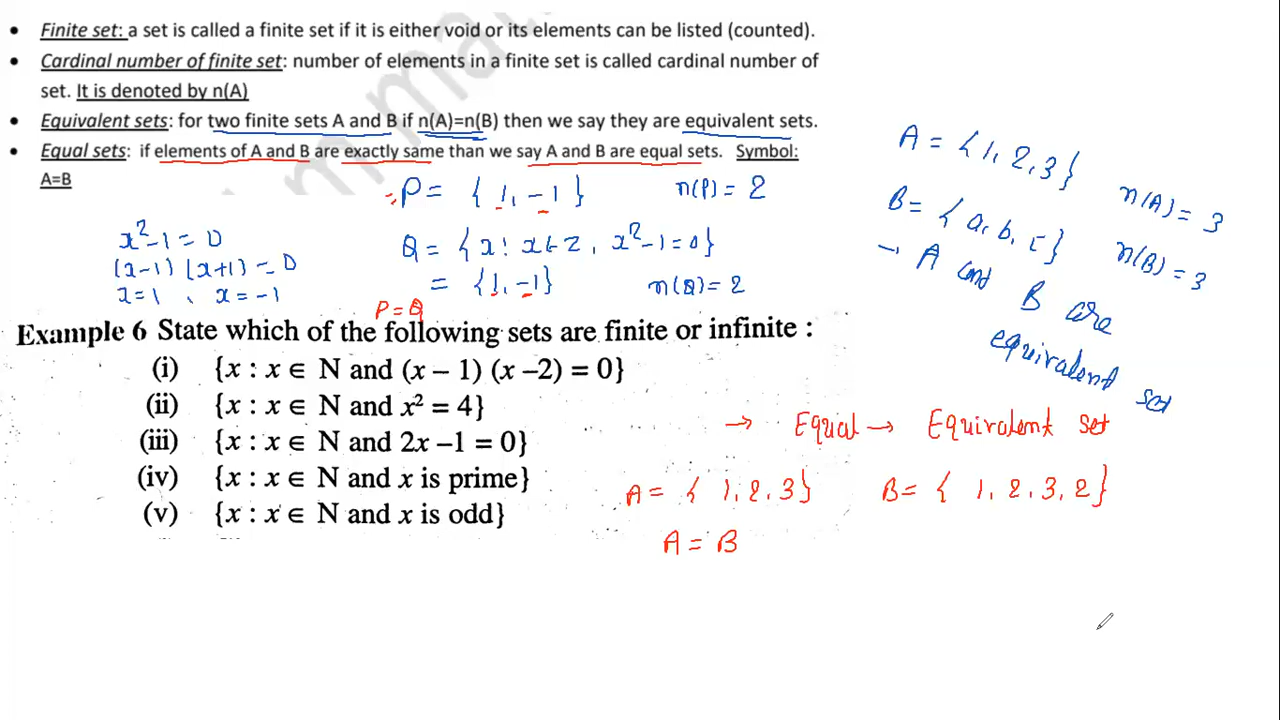 • Finite set: a set is called a finite set if it is either void or its elements can be listed (counted).
• Cardinal number of finite set: number of elements in a finite set is called cardinal number of
set. It is denoted by n(A)
• Equivalent sets: for two finite sets A and B if n(A)=n(B) then we say they are equivalent sets.
• Equal sets: if elements of A and B are exactly same than we say A and B are equal sets. Symbol:
A=B
A = {1, 2, 3} n(A) = 3
B = {a, b, c} n(B) = 3
→ A and B are
equivalent set
P = {1, -1} n(P) = 2
x²-1 = 0
(x-1) (x+1) = 0
x=1, x = -1
Q = {x : x∈Z, x²-1=0}
= {1, -1} n(Q) = 2
P = Q
Example 6 State which of the following sets are finite or infinite :
(i) {x : x ∈ N and (x – 1) (x –2) = 0}
(ii) {x : x ∈ N and x² = 4}
(iii) {x : x ∈ N and 2x –1 = 0}
(iv) {x : x ∈ N and x is prime}
(v) {x : x ∈ N and x is odd}
→ Equal → Equivalent set
A = {1, 2, 3} B = {1, 2, 3, 2}
A = B